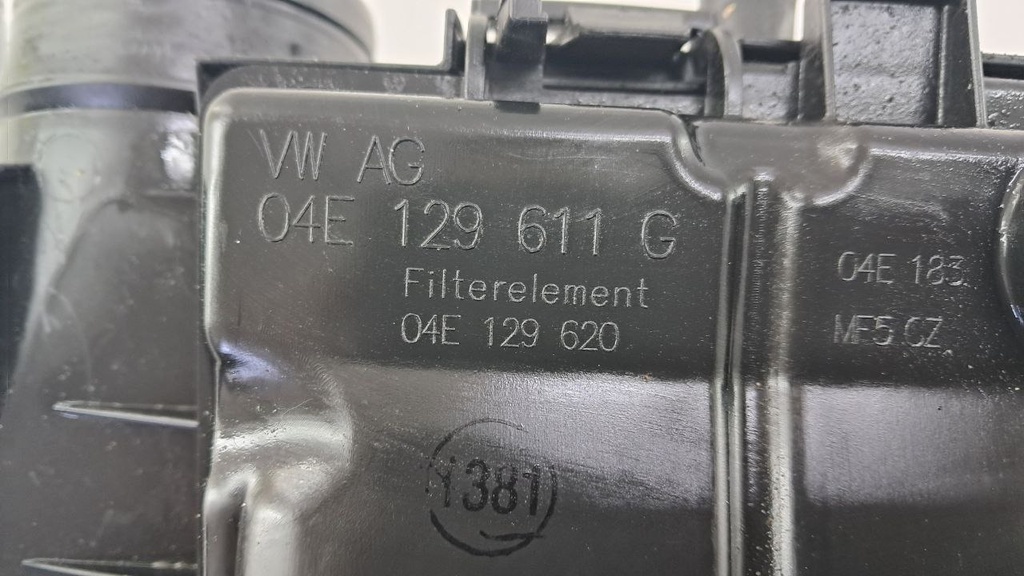 VW AG
04E 129 611 G
Filterelement
04E 129 620
04E 183
MF5 CZ
1381